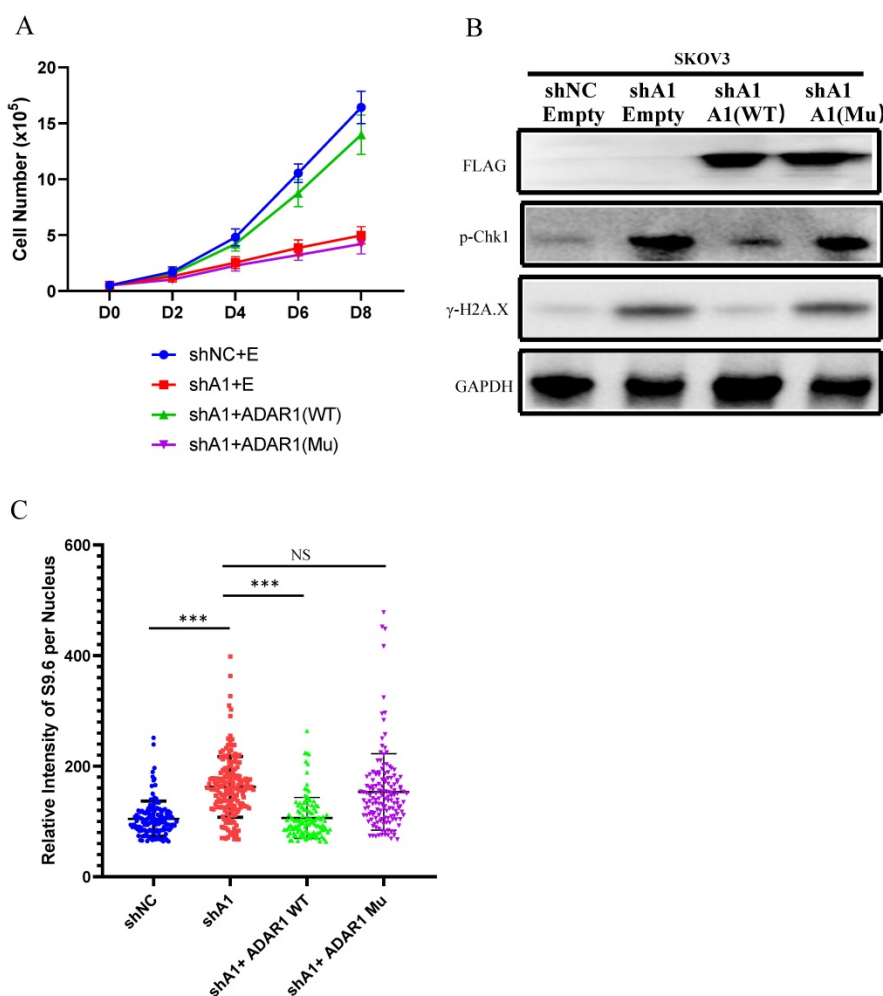 A
Cell Number (x10⁵)
20
15
10
5
0
D0 D2 D4 D6 D8
shNC+E
shA1+E
shA1+ADAR1(WT)
shA1+ADAR1(Mu)
B
SKOV3
shNC shA1 shA1 shA1
Empty Empty A1(WT) A1(Mu)
FLAG
p-Chk1
γ-H2A.X
GAPDH
C
Relative Intensity of S9.6 per Nucleus
600
400
200
0
NS
***
***
shNC
shA1
shA1+ ADAR1 WT
shA1+ ADAR1 Mu